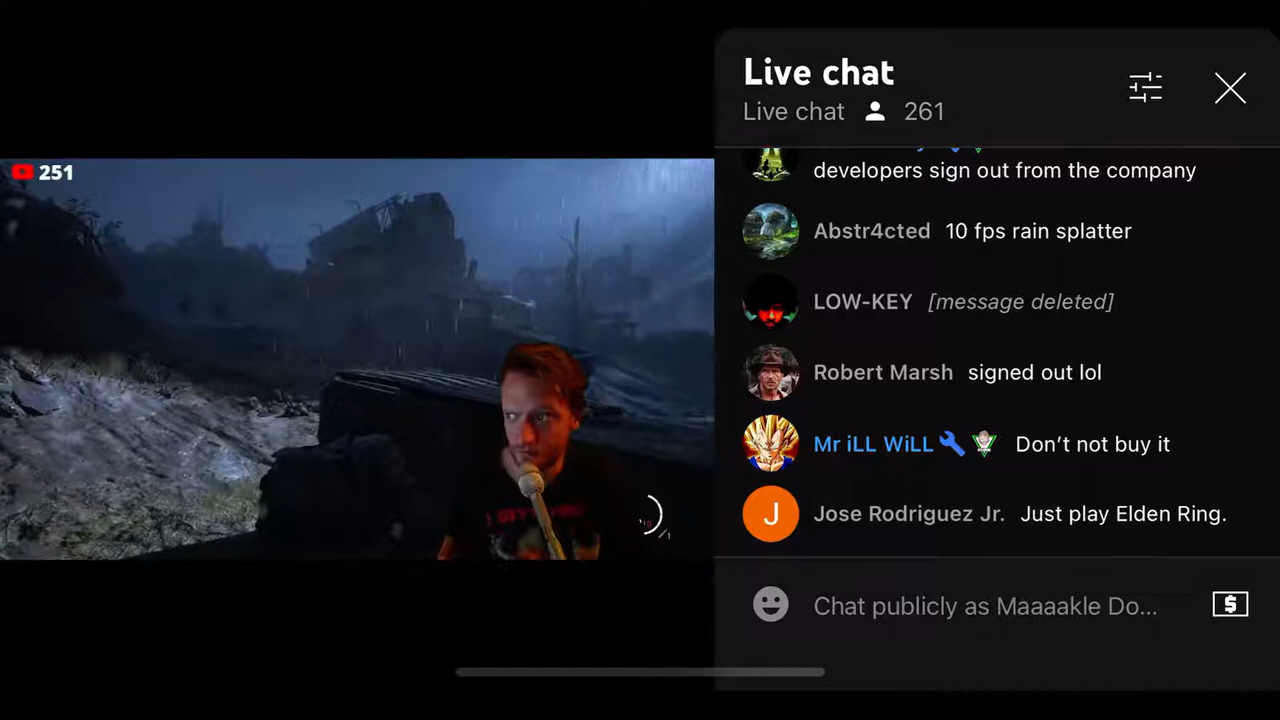 Live chat
Live chat 261
251
developers sign out from the company
Abstr4cted 10 fps rain splatter
LOW-KEY [message deleted]
Robert Marsh signed out lol
Mr iLL WiLL Don't not buy it
J Jose Rodriguez Jr. Just play Elden Ring.
Chat publicly as Maaaakle Do...
$